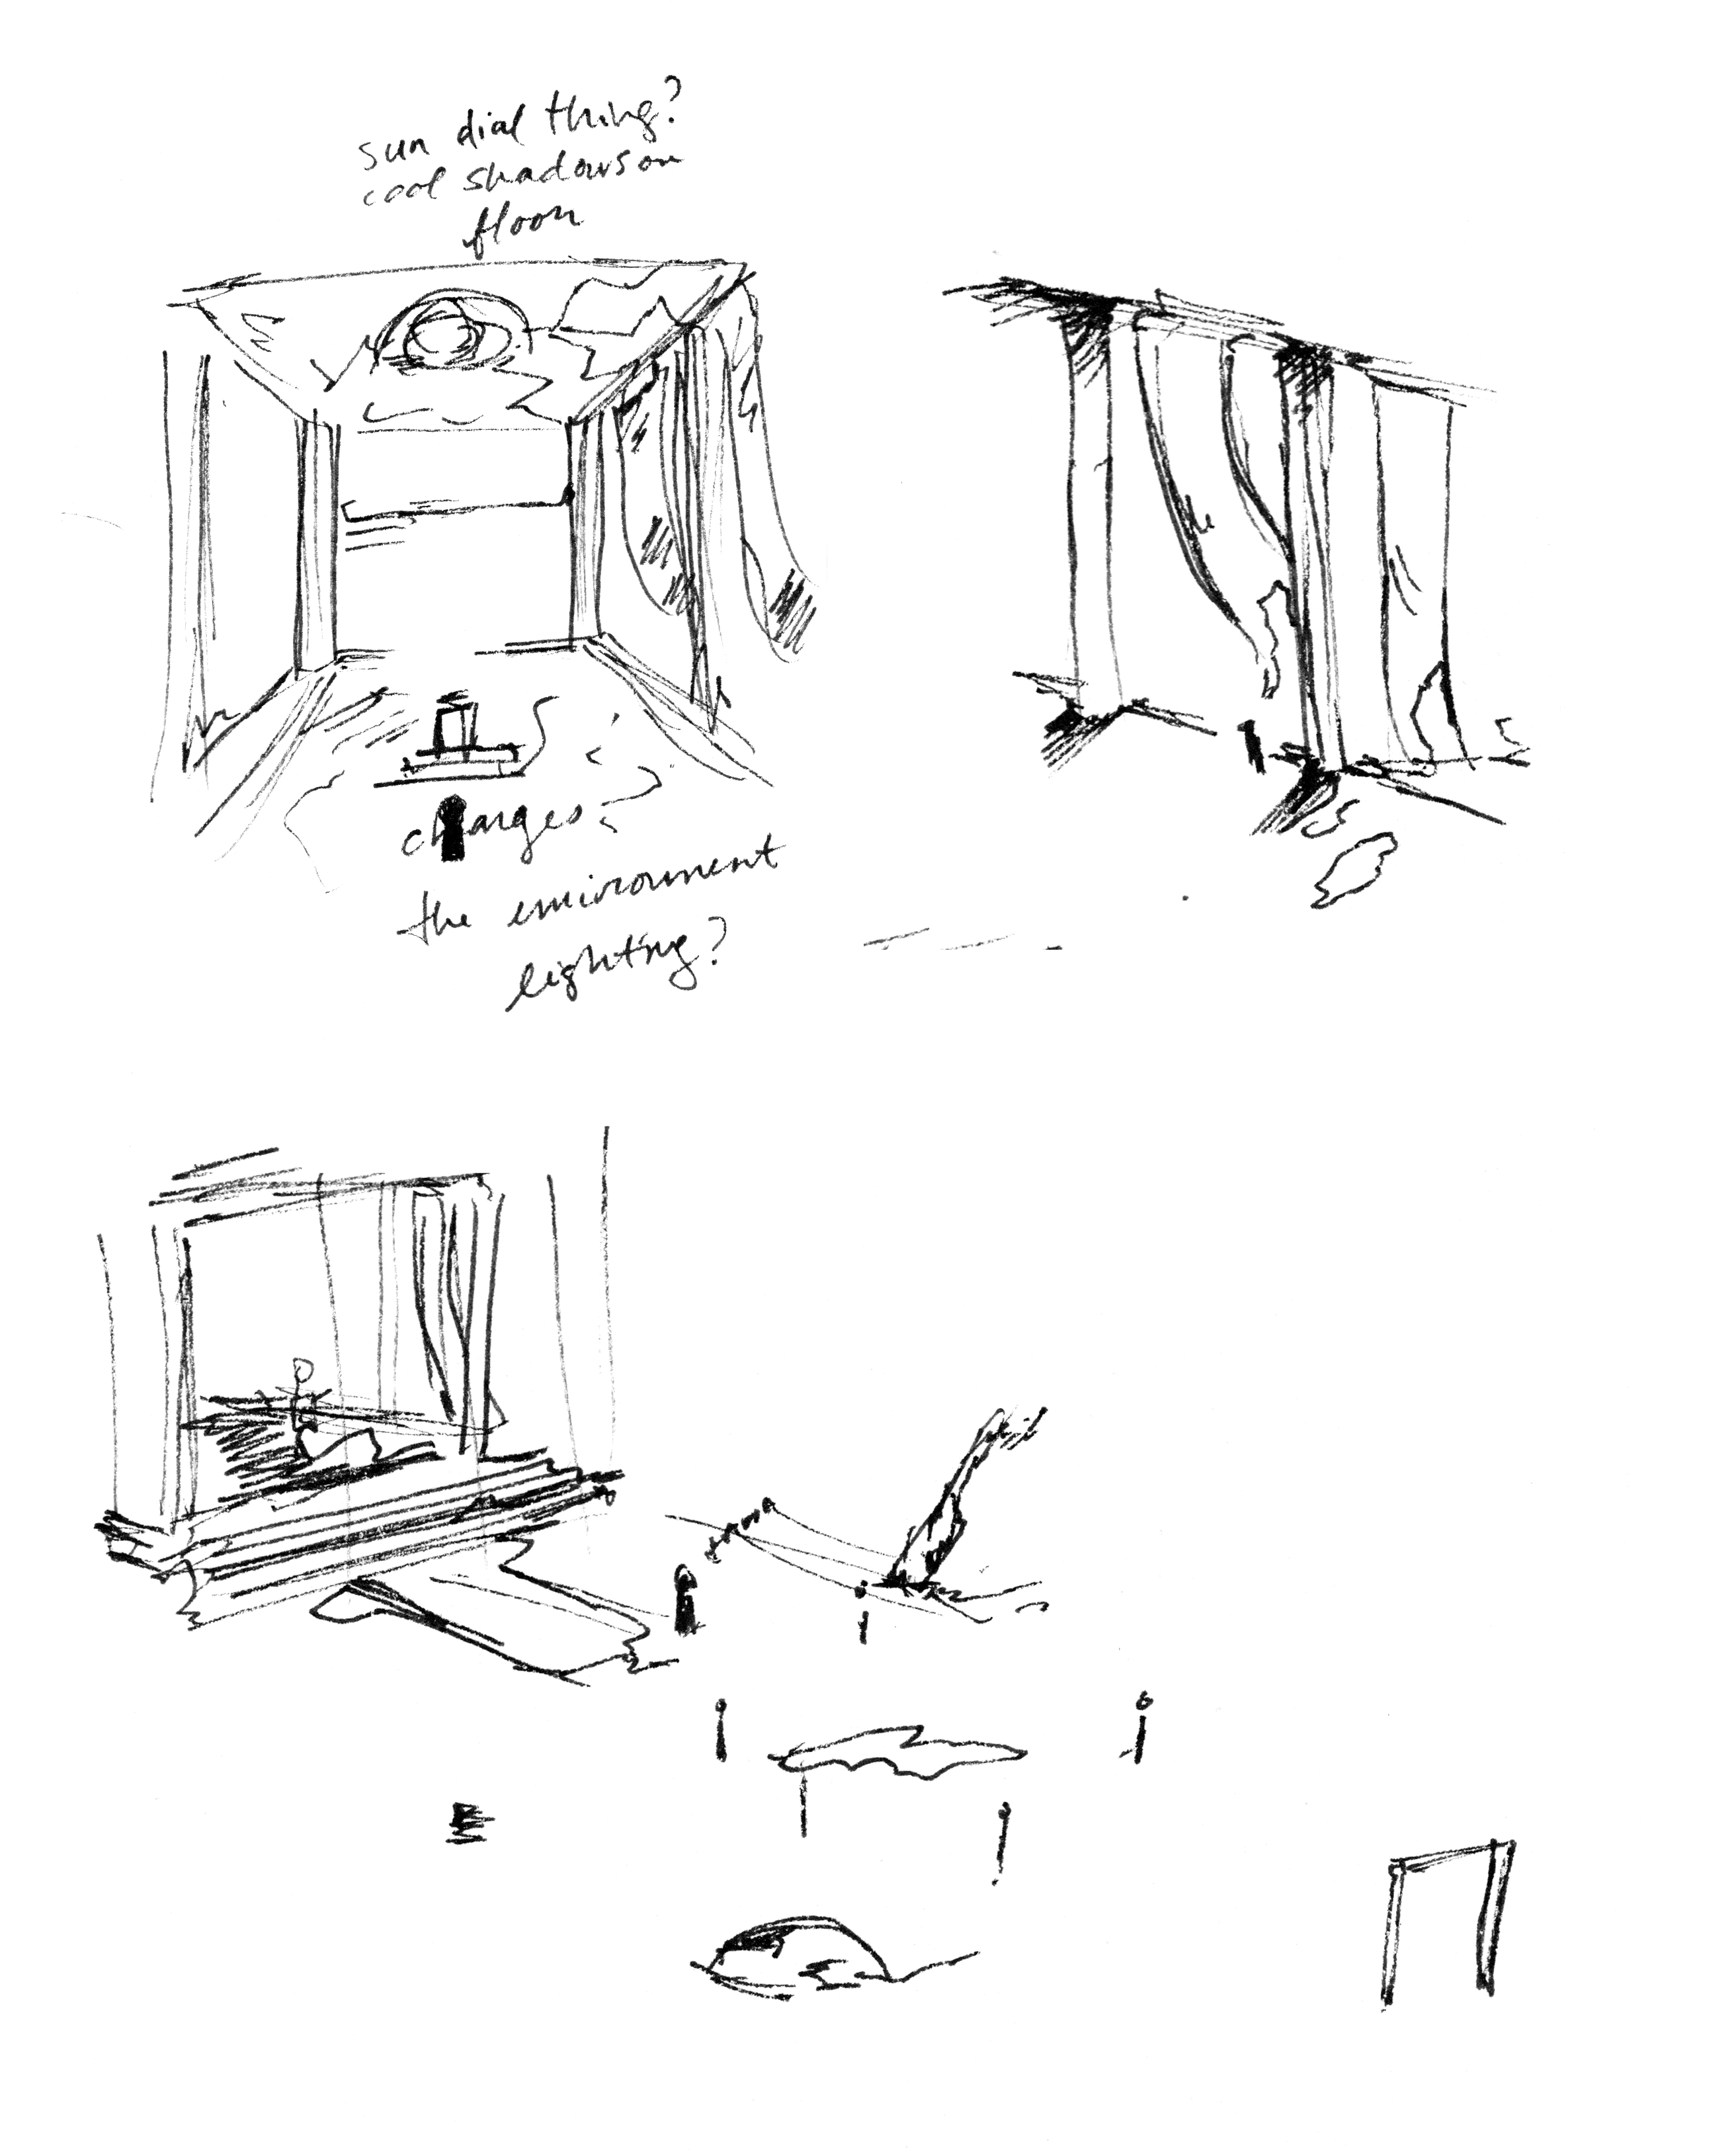 sun dial thing?
cool shadows on
floor
changes
the environment
lighting?